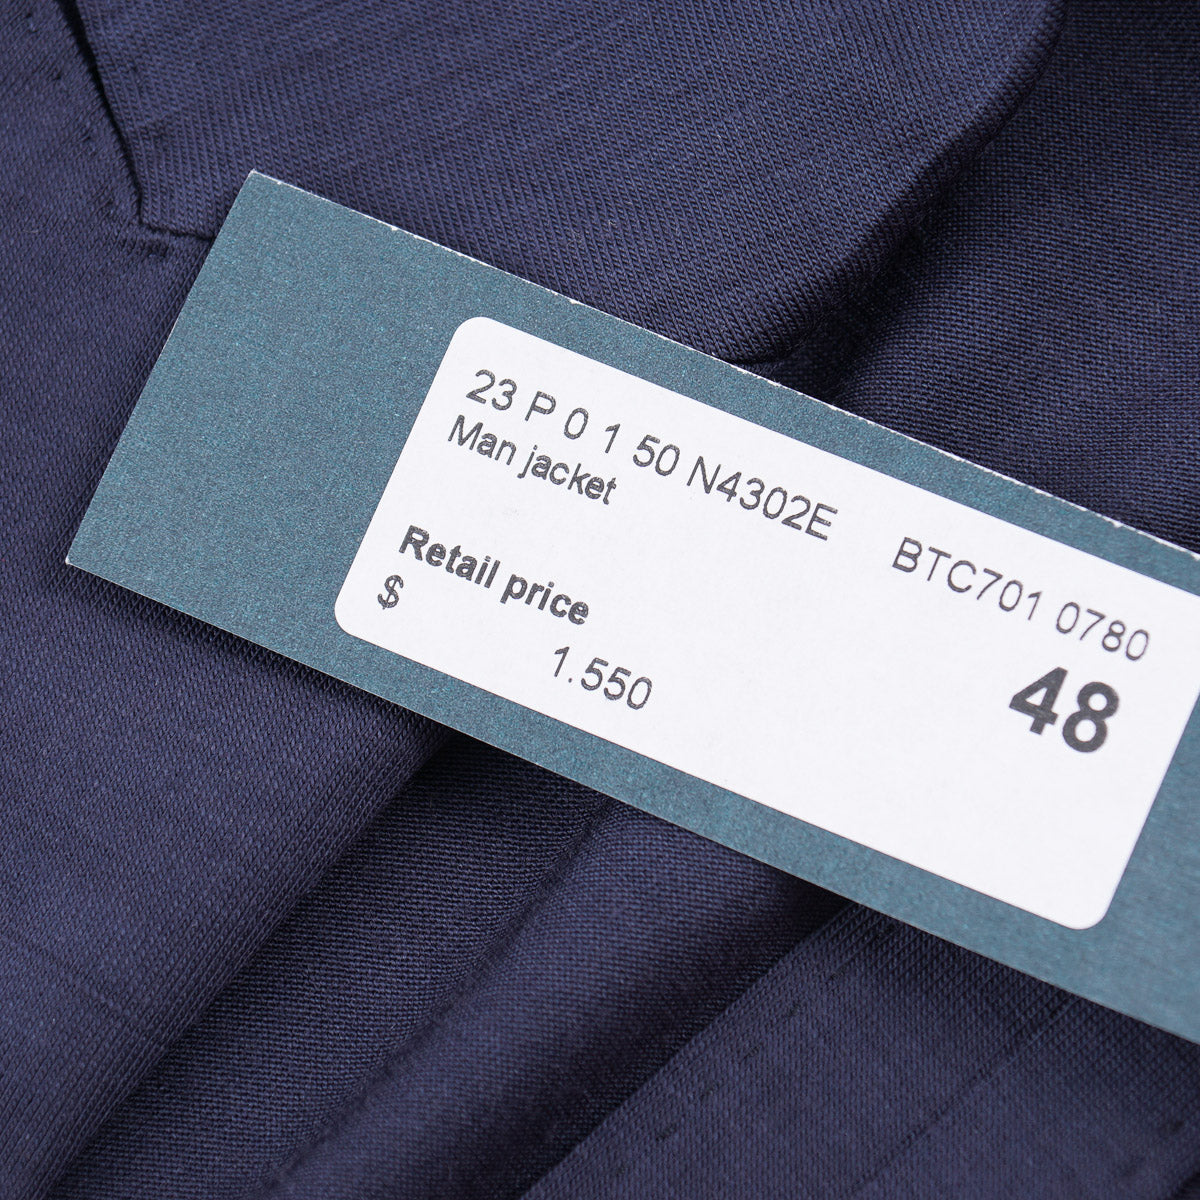 23 P 0 1 50 N4302E BTC701 0780
Man jacket
48
Retail price
$
1.550